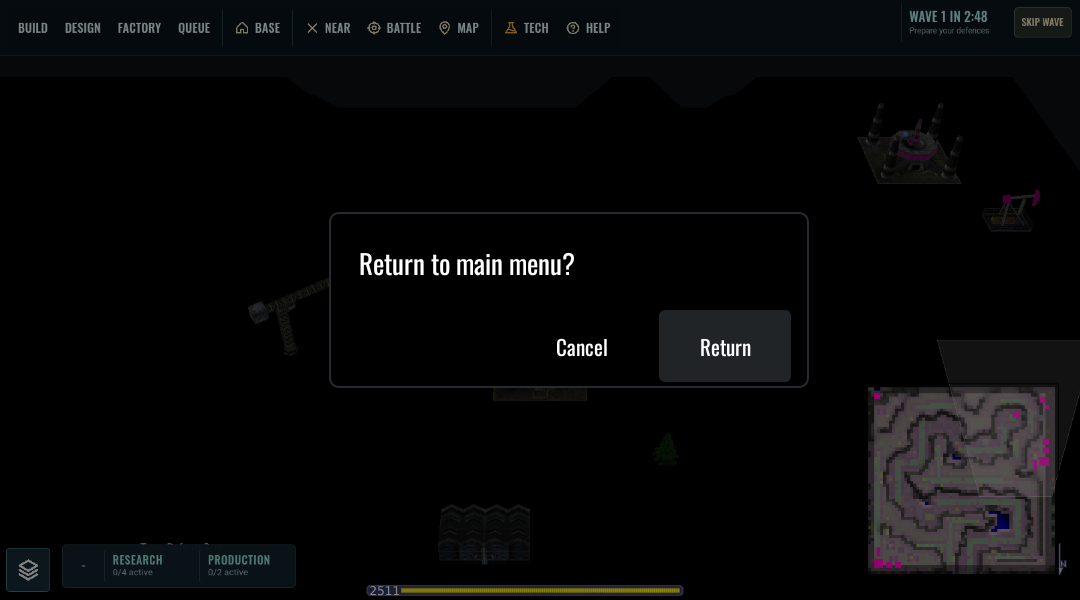 BUILD DESIGN FACTORY QUEUE BASE NEAR BATTLE MAP TECH HELP
WAVE 1 IN 2:48
Prepare your defences
SKIP WAVE
Return to main menu?
Cancel Return
- RESEARCH PRODUCTION
0/4 active 0/2 active
2511
N